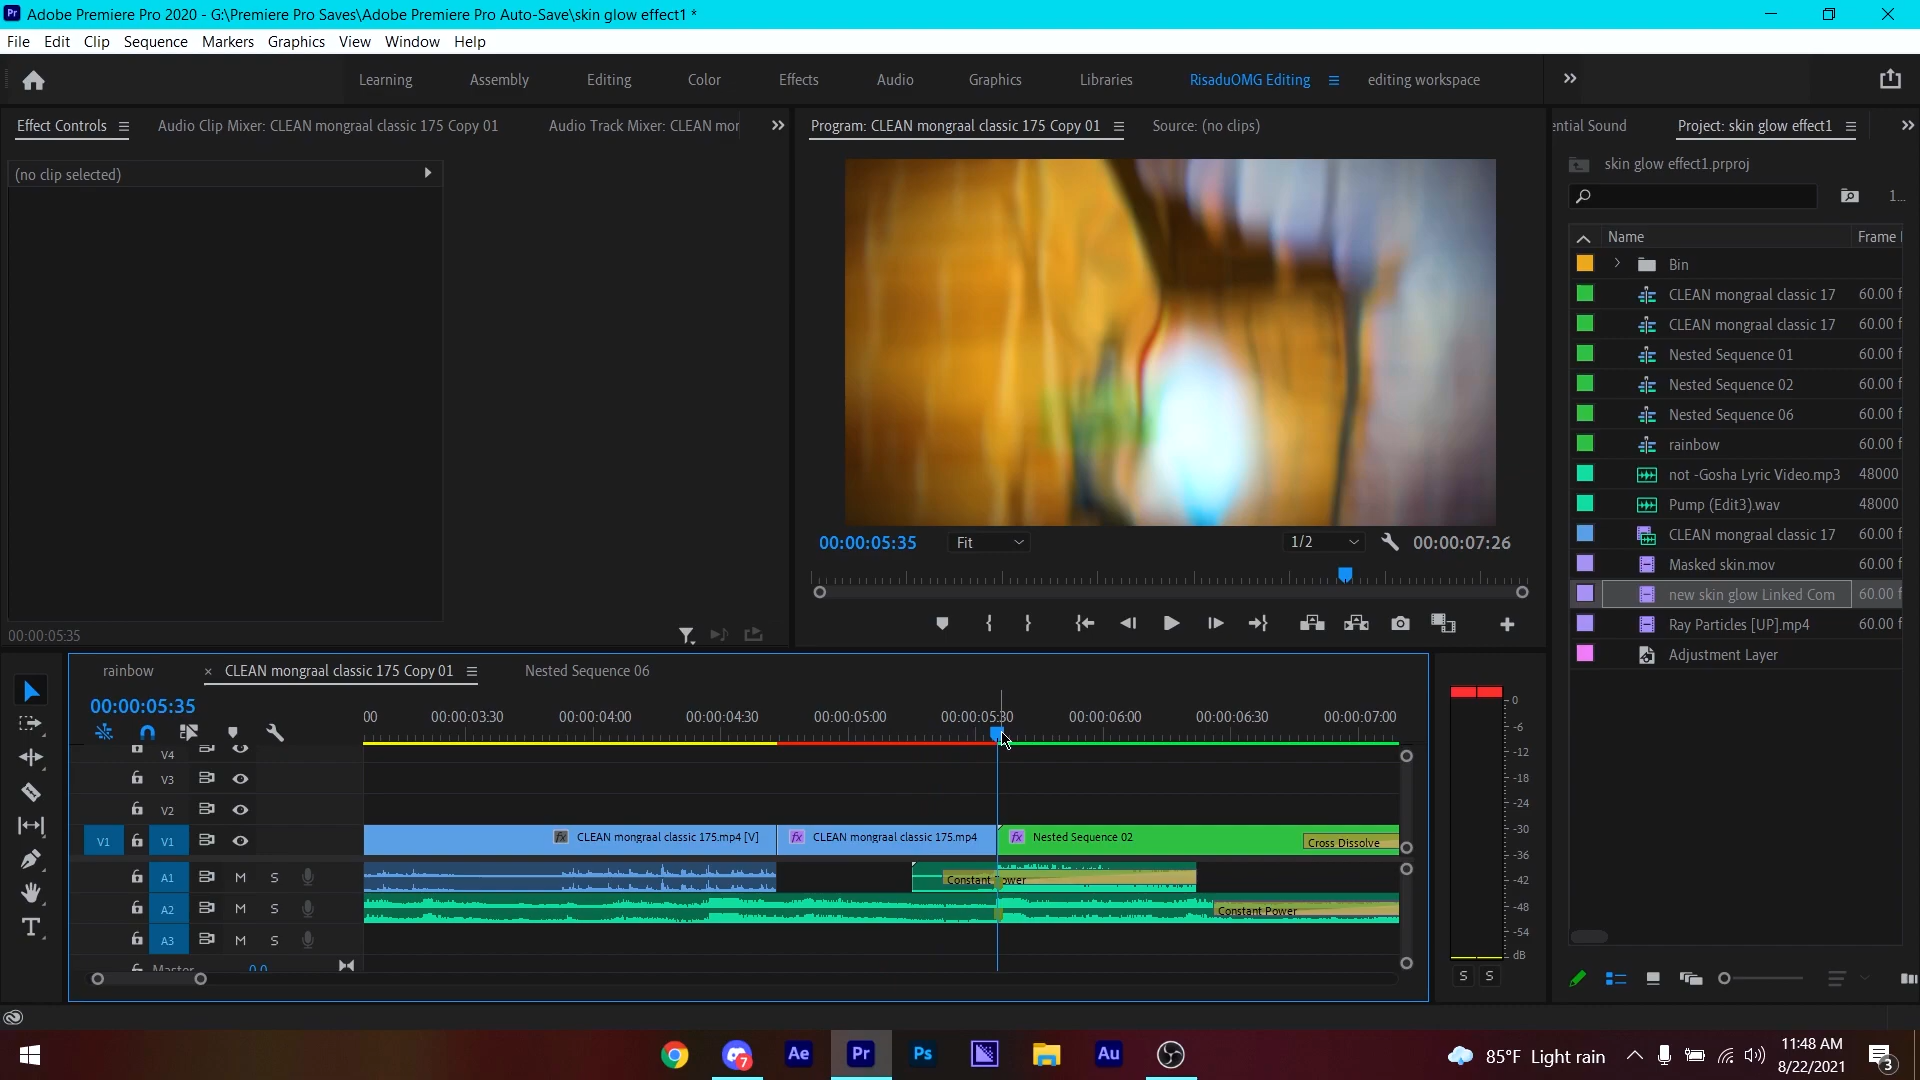 Adobe Premiere Pro 2020 - G:\Premiere Pro Saves\Adobe Premiere Pro Auto-Save\skin glow effect1 *
File Edit Clip Sequence Markers Graphics View Window Help
Learning Assembly Editing Color Effects Audio Graphics Libraries RisaduOMG Editing editing workspace
Effect Controls Audio Clip Mixer: CLEAN mongraal classic 175 Copy 01 Audio Track Mixer: CLEAN mor
(no clip selected)
00:00:05:35
Program: CLEAN mongraal classic 175 Copy 01 Source: (no clips)
00:00:05:35 Fit 1/2 00:00:07:26
ential Sound Project: skin glow effect1
skin glow effect1.prproj
1...
Name Frame
Bin
CLEAN mongraal classic 17 60.00 f
CLEAN mongraal classic 17 60.00 f
Nested Sequence 01 60.00 f
Nested Sequence 02 60.00 f
Nested Sequence 06 60.00 f
rainbow 60.00 f
not -Gosha Lyric Video.mp3 48000
Pump (Edit3).wav 48000
CLEAN mongraal classic 17 60.00 f
Masked skin.mov 60.00 f
new skin glow Linked Com 60.00 f
Ray Particles [UP].mp4 60.00 f
Adjustment Layer
rainbow × CLEAN mongraal classic 175 Copy 01 Nested Sequence 06
00:00:05:35
00 00:00:03:30 00:00:04:00 00:00:04:30 00:00:05:00 00:00:05:30 00:00:06:00 00:00:06:30 00:00:07:00
V4
V3
V2
V1 V1 fx CLEAN mongraal classic 175.mp4 [V] fx CLEAN mongraal classic 175.mp4 fx Nested Sequence 02 Cross Dissolve
A1 M S Constant Power
A2 M S Constant Power
A3 M S
Master 0.0
0
-6
-12
-18
-24
-30
-36
-42
-48
-54
dB
S S
Ae Pr Ps Au
7
85°F Light rain
11:48 AM
8/22/2021
3